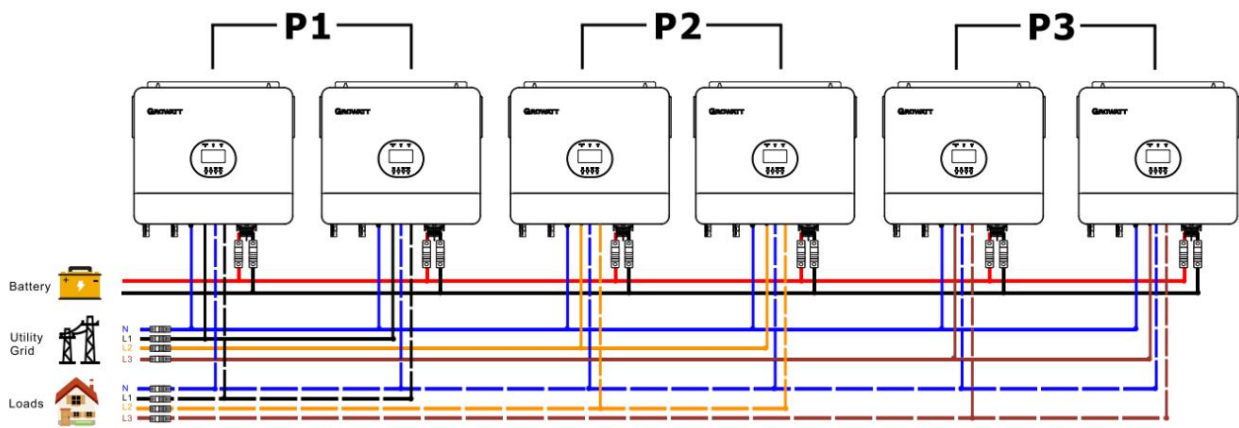 P1 P2 P3
GROWATT GROWATT GROWATT GROWATT GROWATT GROWATT
Battery
Utility
Grid
N
L1
L2
L3
Loads
N
L1
L2
L3